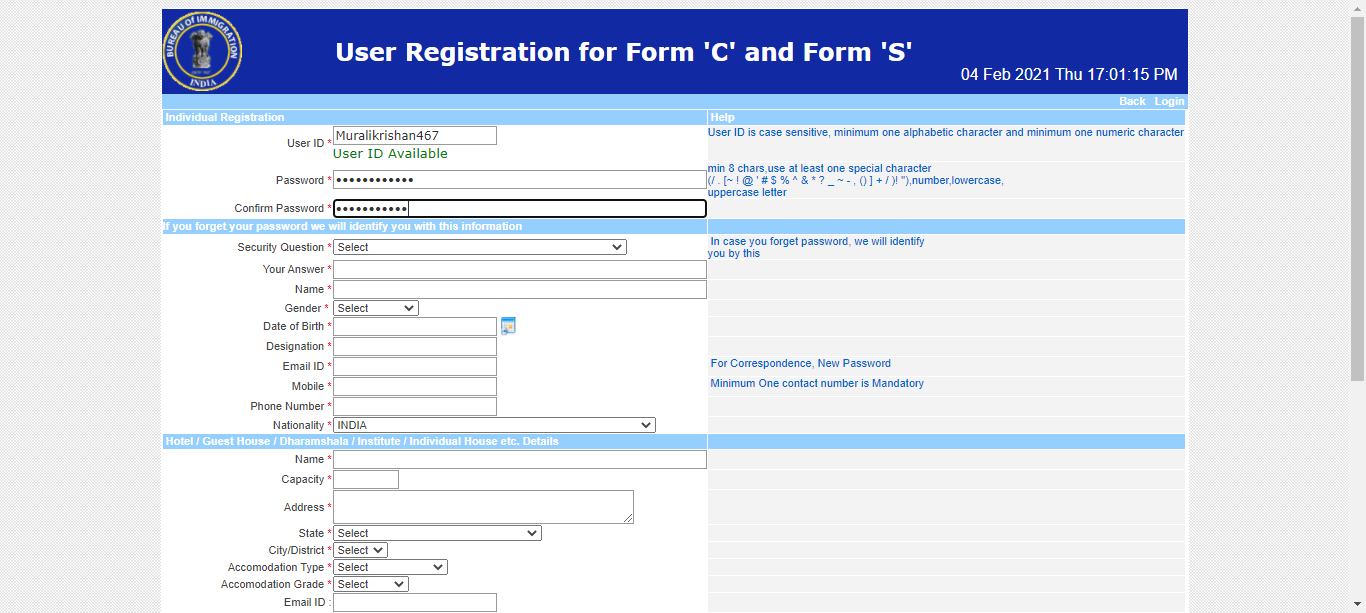 BUREAU OF IMMIGRATION
INDIA
User Registration for Form 'C' and Form 'S'
04 Feb 2021 Thu 17:01:15 PM
Back Login
Individual Registration Help
User ID * Muralikrishan467 User ID is case sensitive, minimum one alphabetic character and minimum one numeric character
User ID Available
min 8 chars,use at least one special character
Password * •••••••••••• (/ . [~ ! @ ' # $ % ^ & * ? _ ~ - , () ] + / )! "),number,lowercase,
uppercase letter
Confirm Password * •••••••••••
If you forget your password we will identify you with this information
Security Question * Select In case you forget password, we will identify
you by this
Your Answer *
Name *
Gender * Select
Date of Birth *
Designation *
Email ID * For Correspondence, New Password
Mobile * Minimum One contact number is Mandatory
Phone Number *
Nationality * INDIA
Hotel / Guest House / Dharamshala / Institute / Individual House etc. Details
Name *
Capacity *
Address *
State * Select
City/District * Select
Accomodation Type * Select
Accomodation Grade * Select
Email ID :